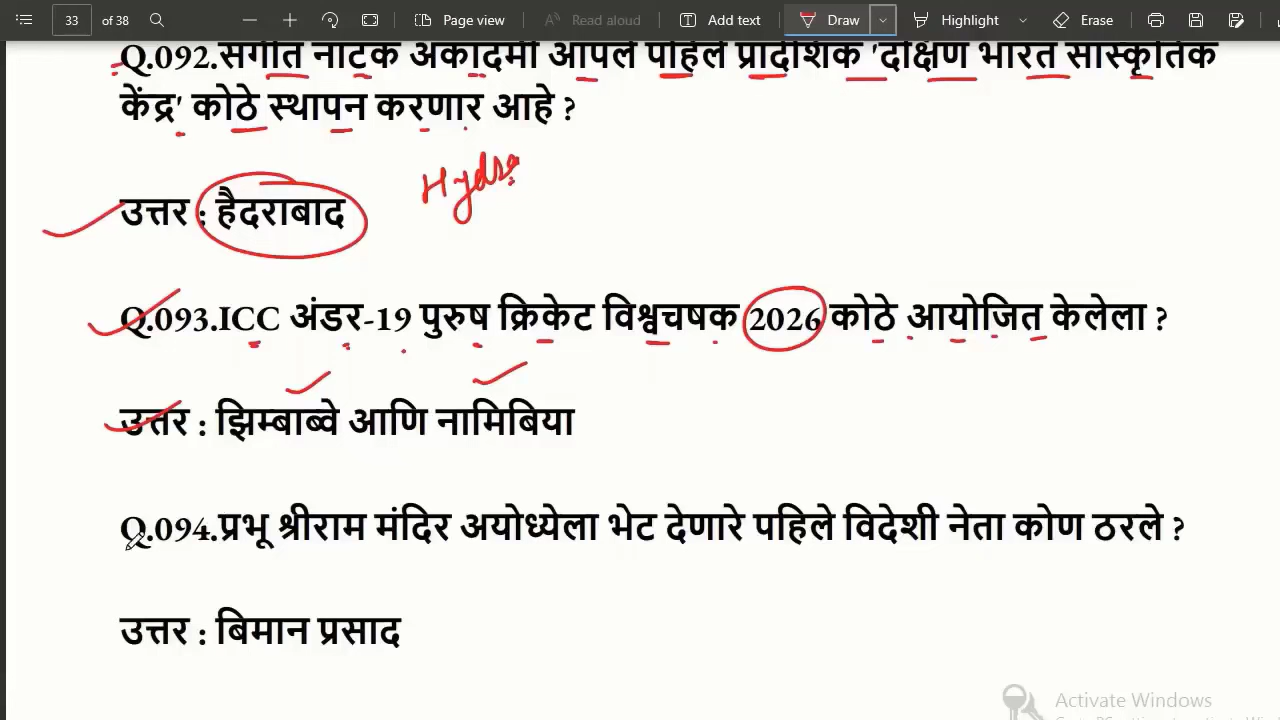 33 of 38 Page view Read aloud Add text Draw Highlight Erase
Q.092.संगीत नाटक अकादमी आपले पहिले प्रादेशिक 'दक्षिण भारत सांस्कृतिक
केंद्र' कोठे स्थापन करणार आहे ?
Hydra
उत्तर : हैदराबाद
Q.093.ICC अंडर-19 पुरुष क्रिकेट विश्वचषक 2026 कोठे आयोजित केलेला ?
उत्तर : झिम्बाब्वे आणि नामिबिया
Q.094.प्रभू श्रीराम मंदिर अयोध्येला भेट देणारे पहिले विदेशी नेता कोण ठरले ?
उत्तर : बिमान प्रसाद
Activate Windows